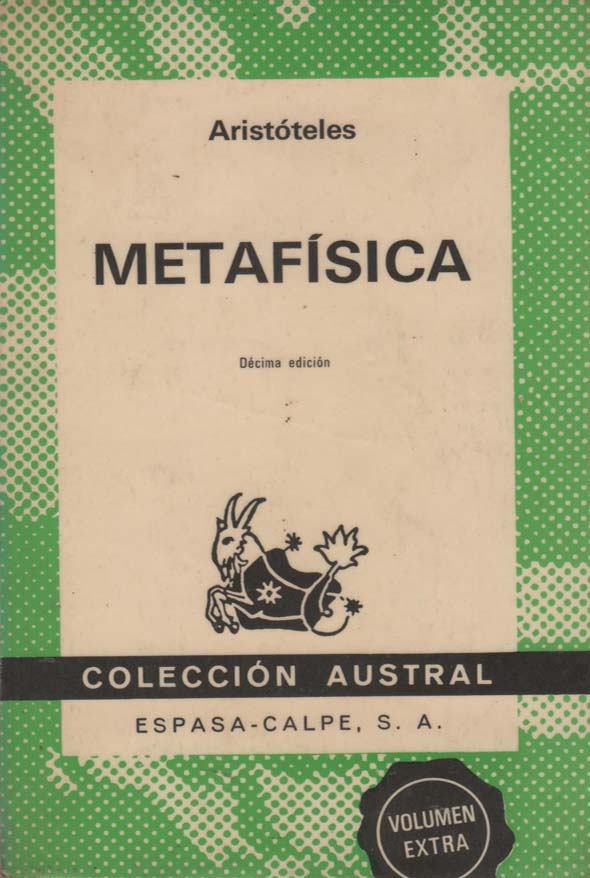 Aristóteles
METAFÍSICA
Décima edición
COLECCIÓN AUSTRAL
ESPASA-CALPE, S. A.
VOLUMEN
EXTRA